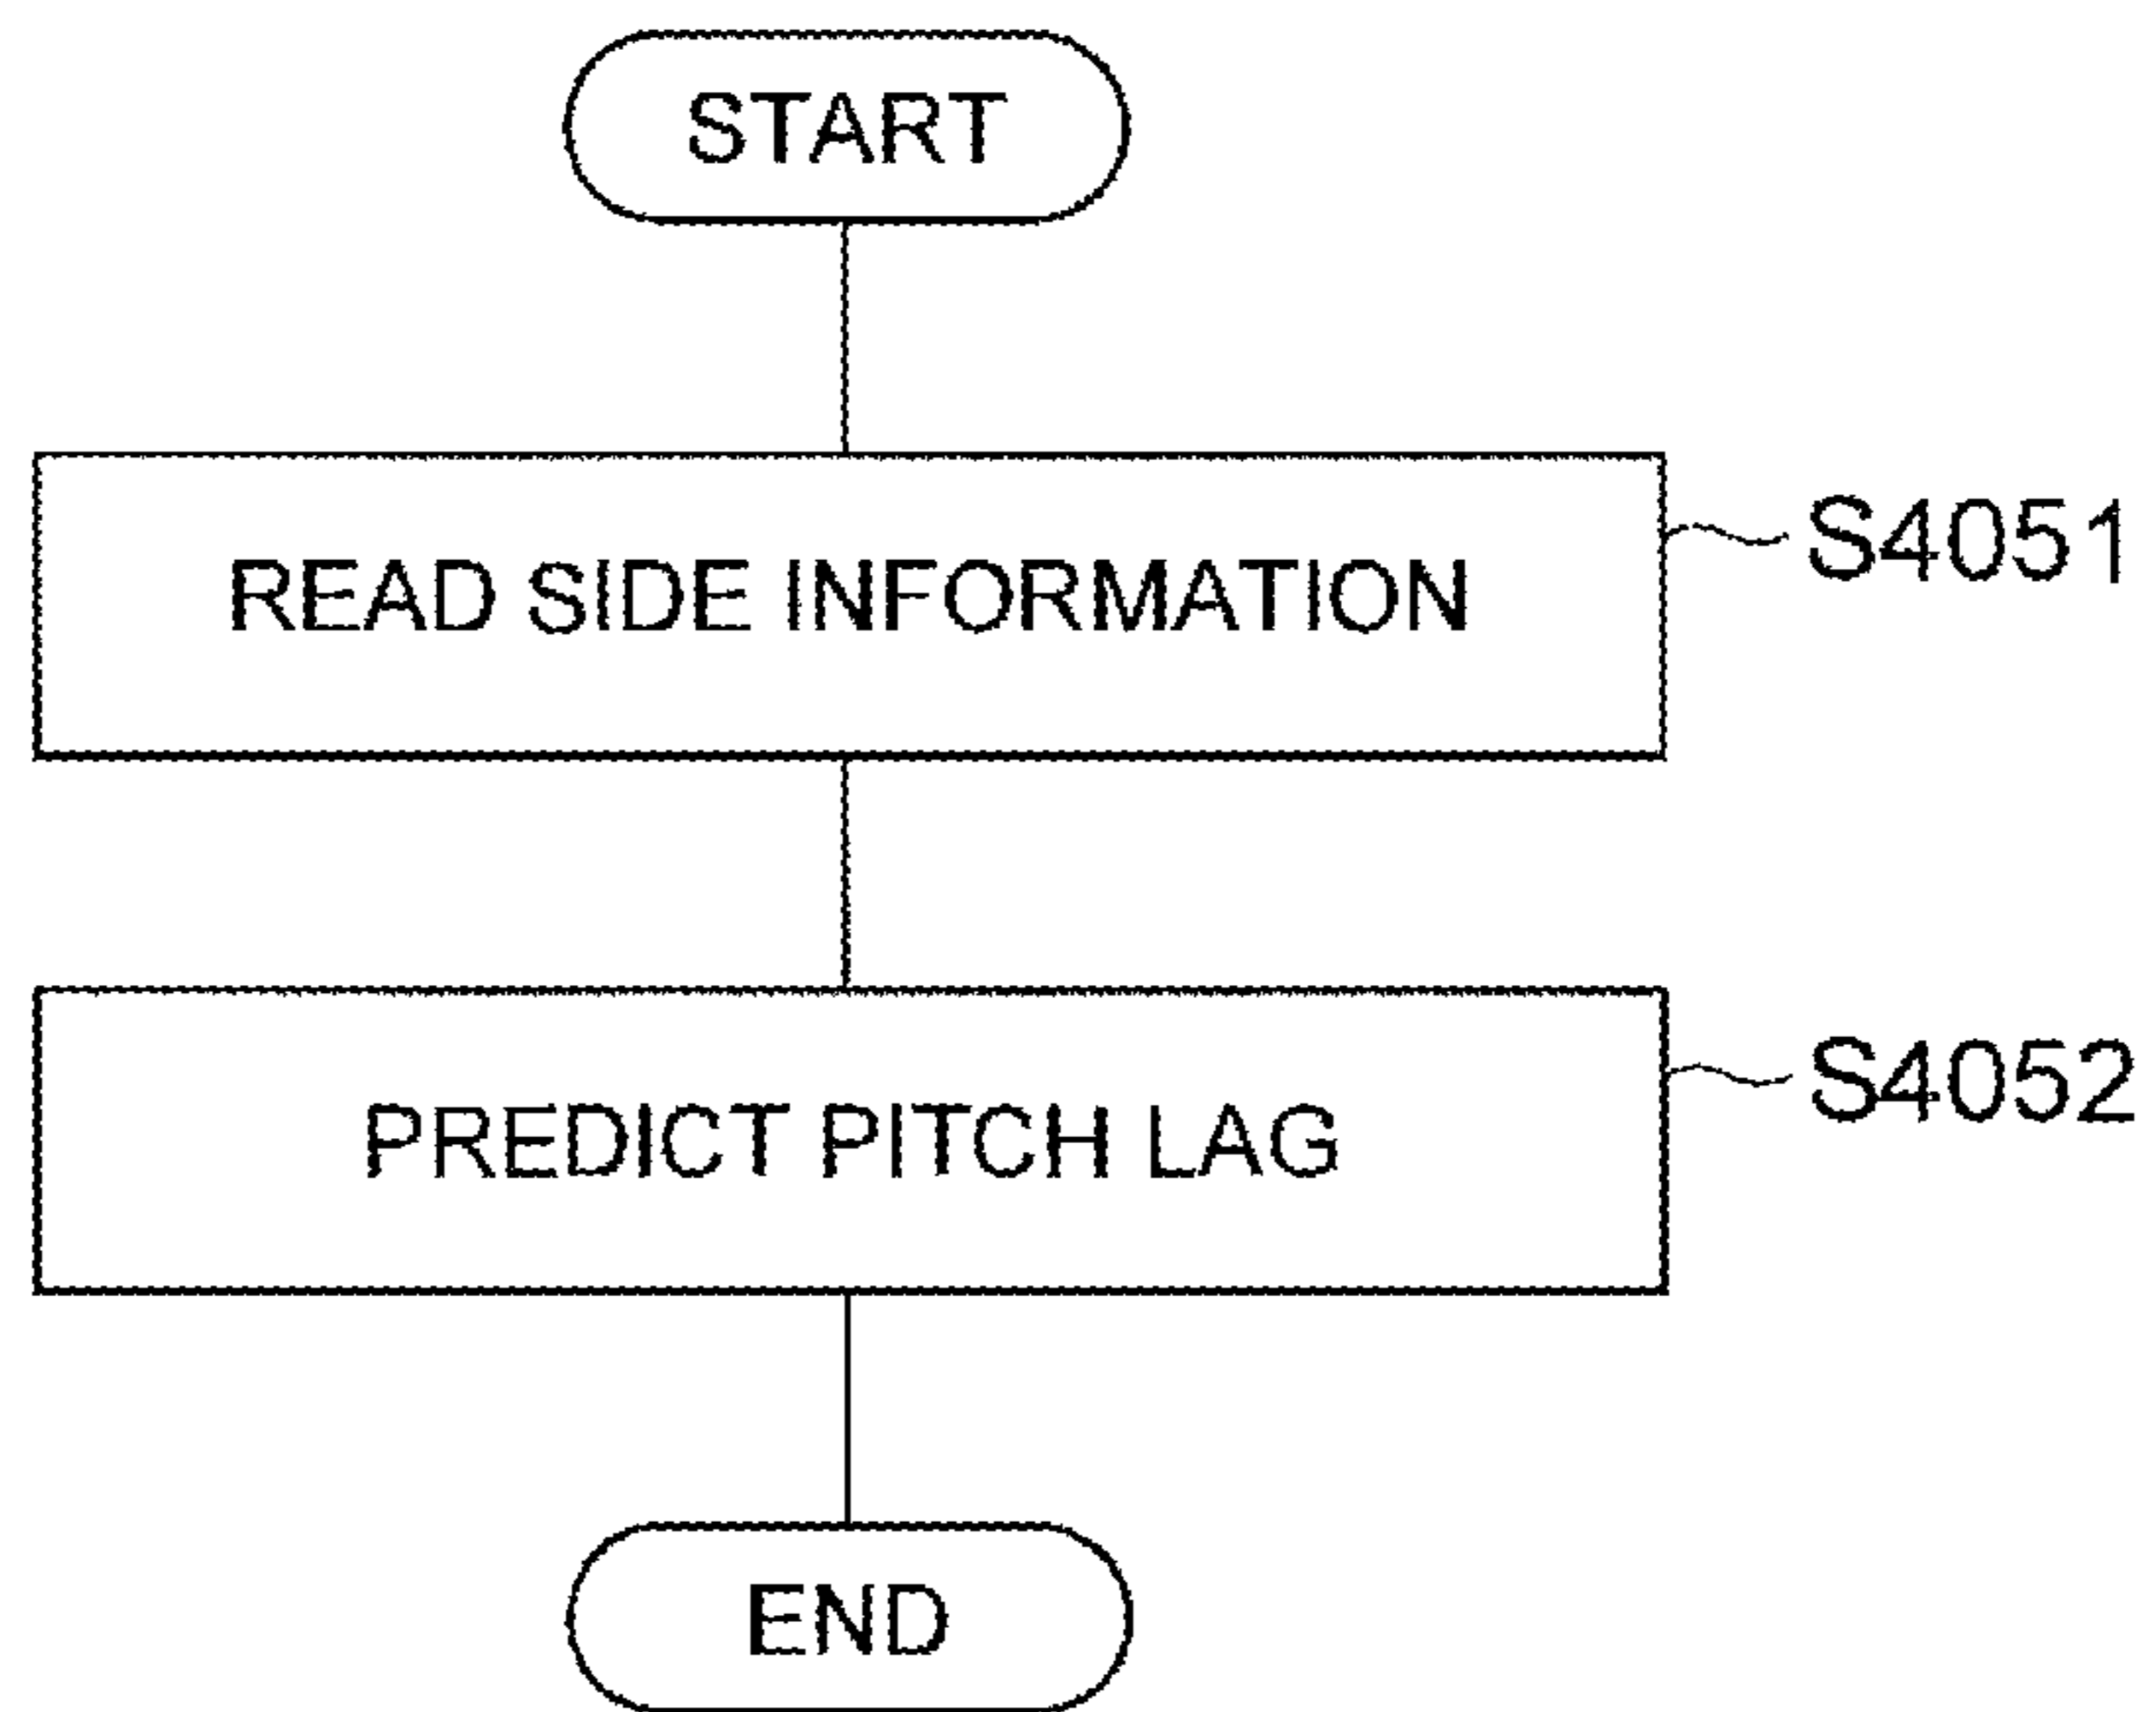 START
READ SIDE INFORMATION
S4051
PREDICT PITCH LAG
S4052
END